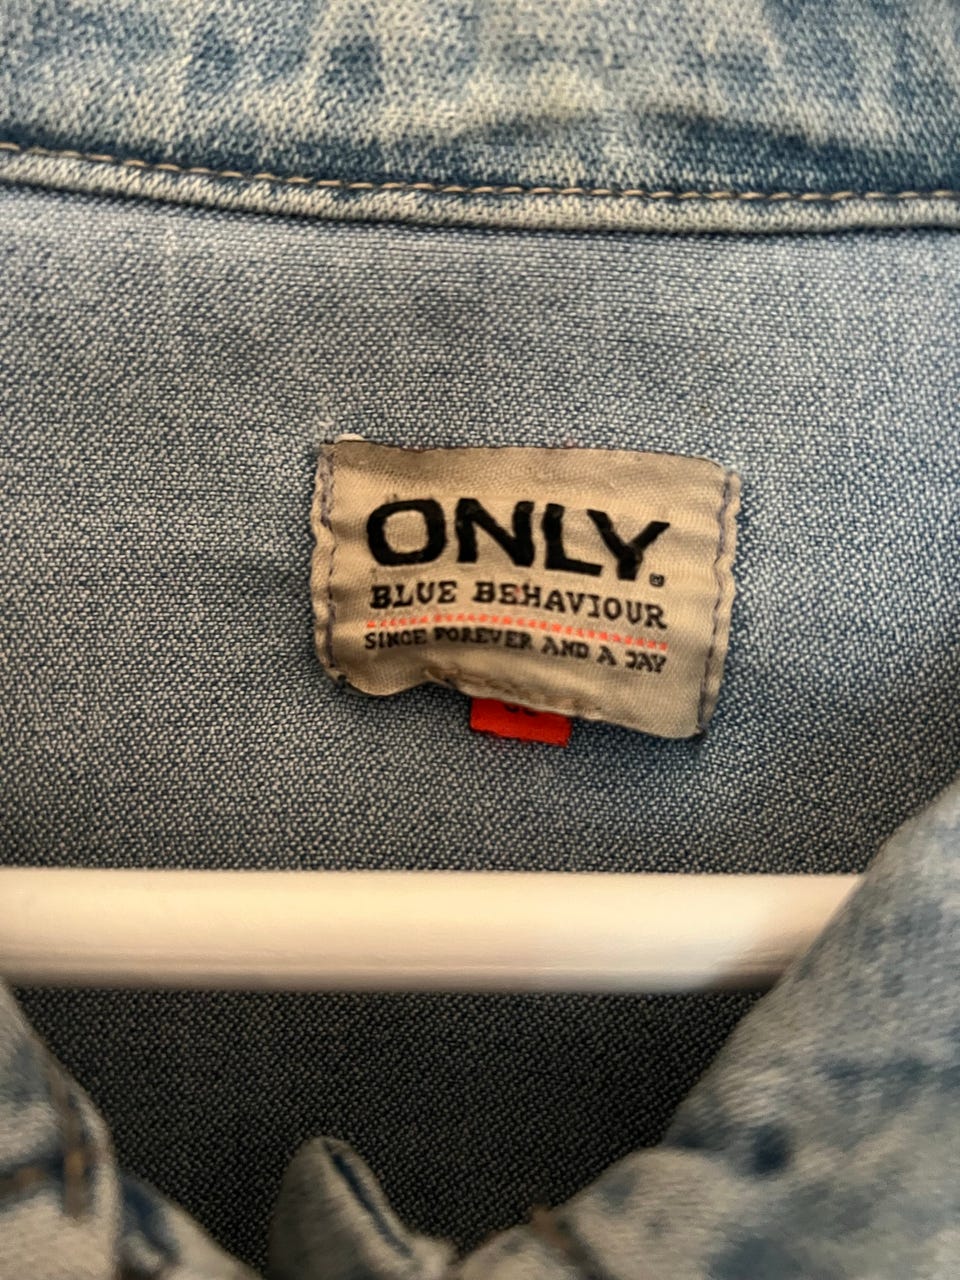 ONLY.
BLUE BEHAVIOUR
SINCE FOREVER AND A DAY